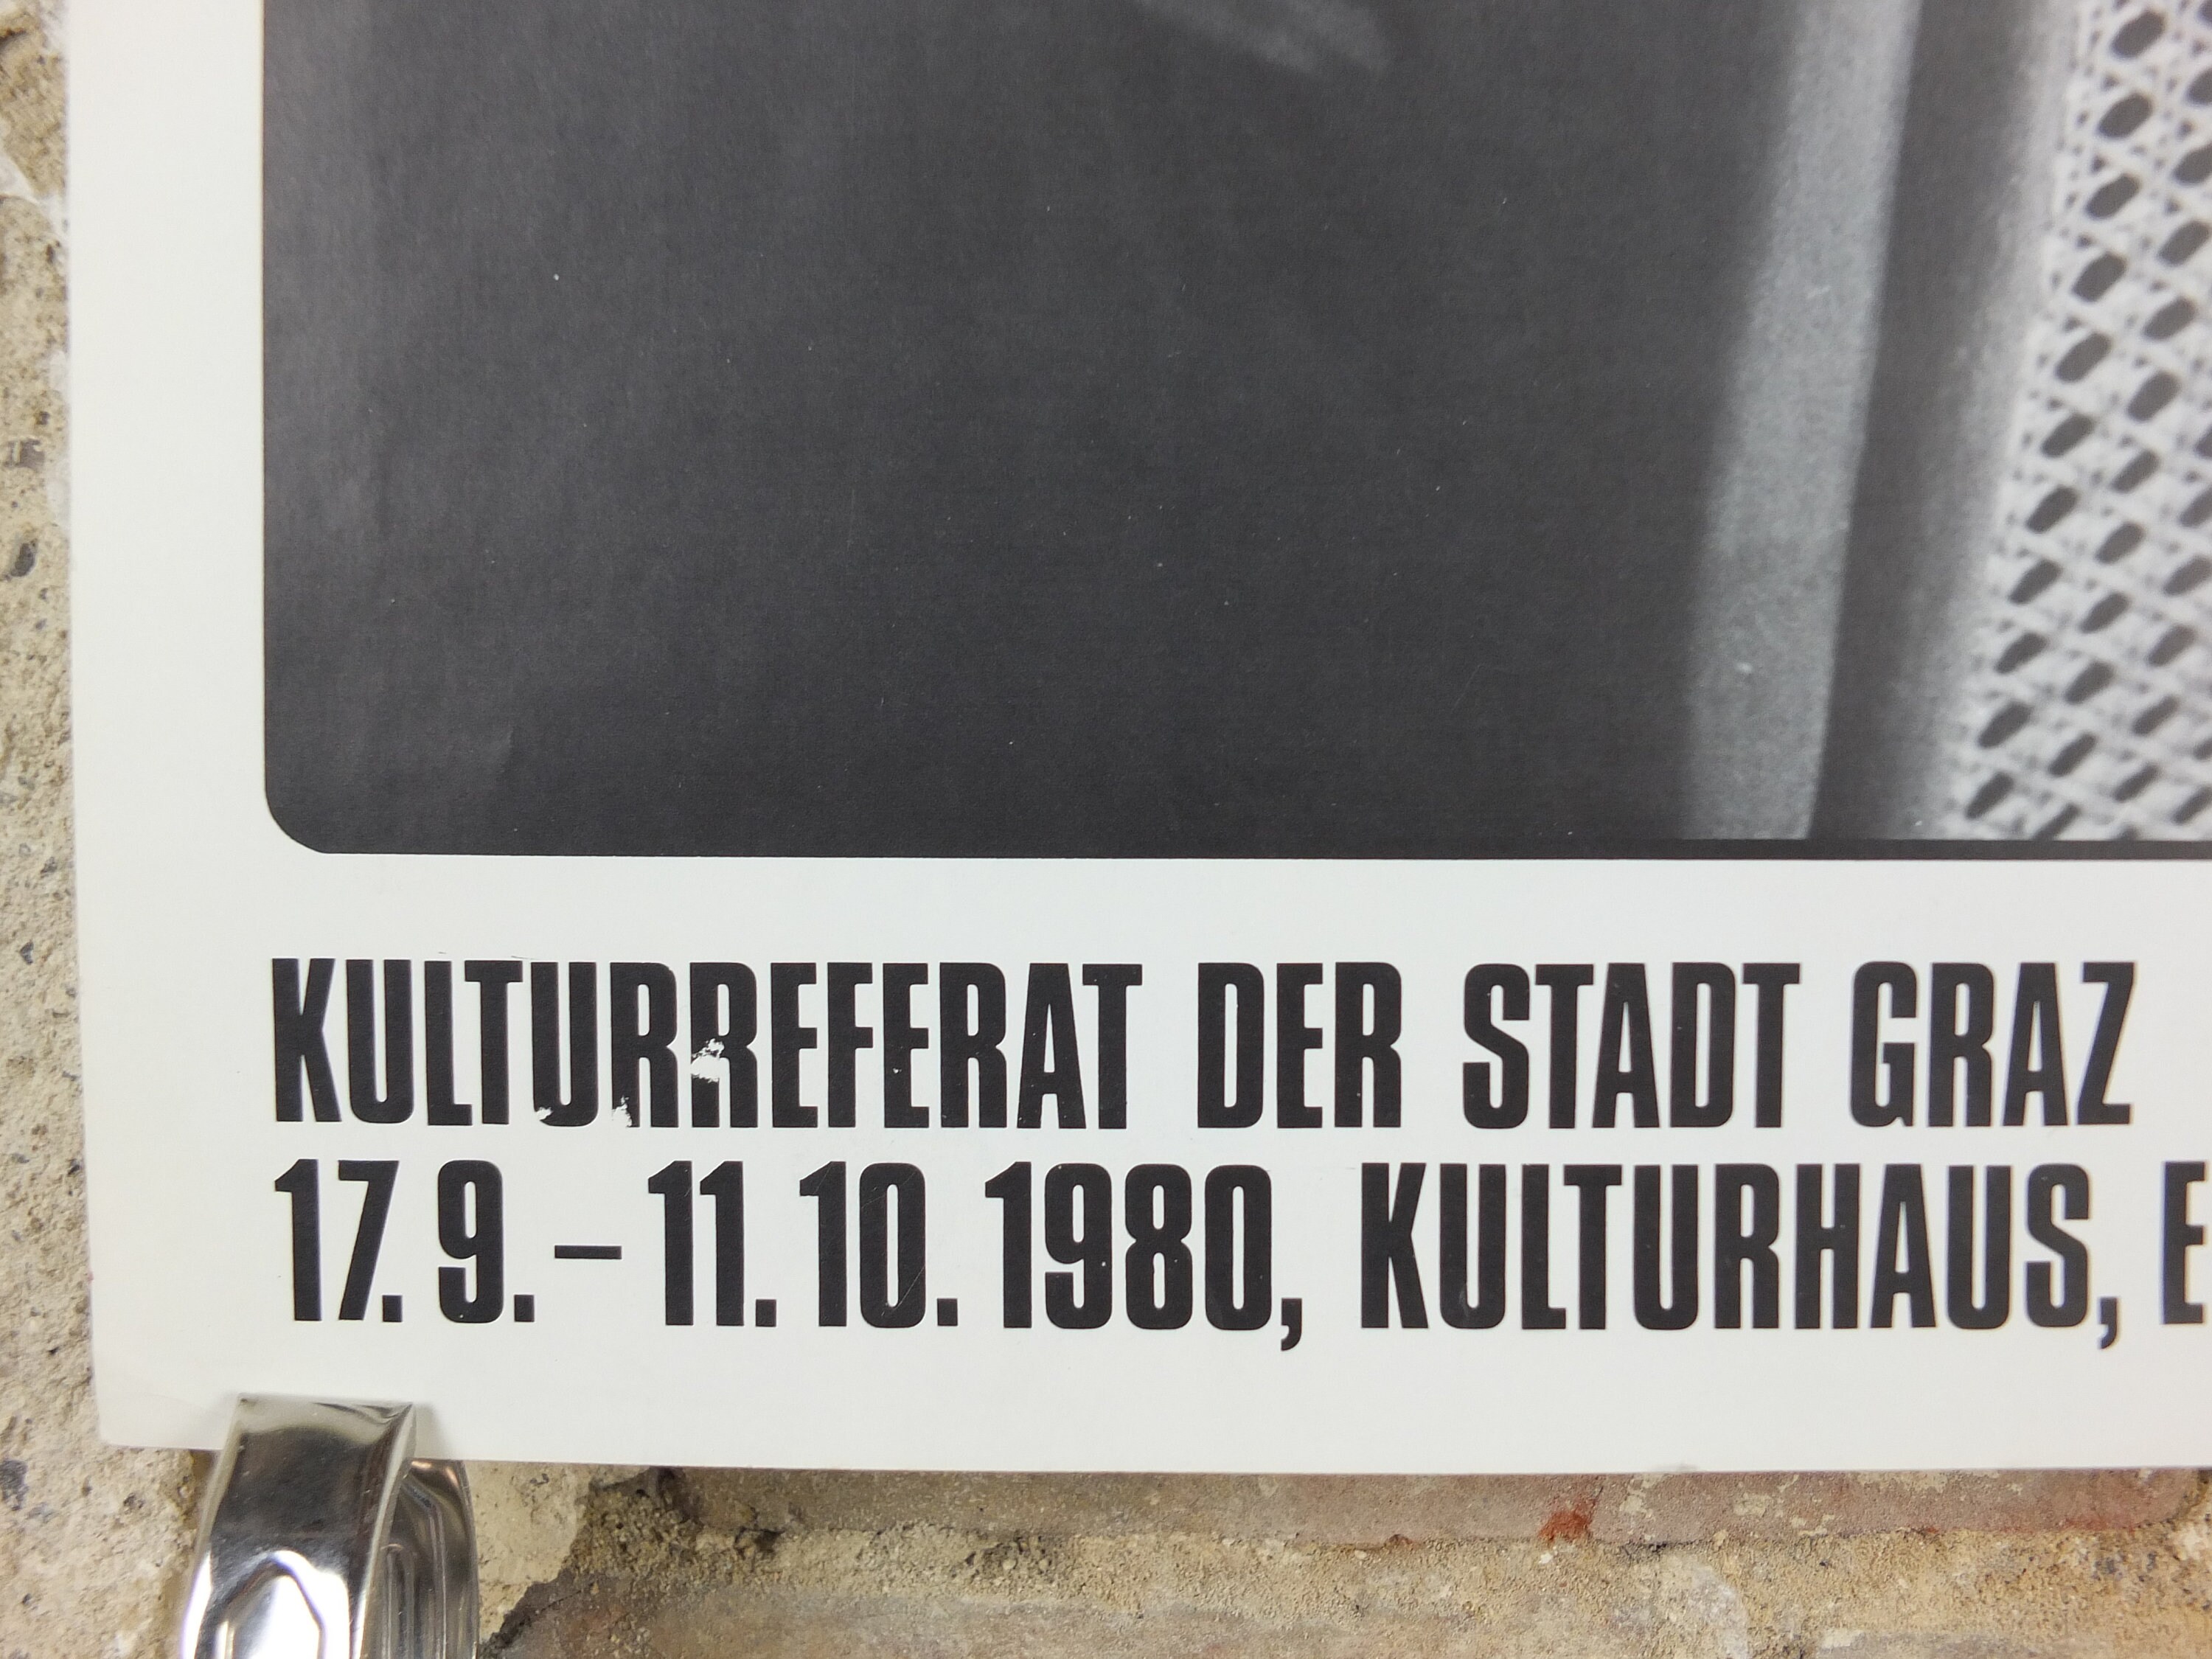 KULTURREFERAT DER STADT GRAZ
17. 9. – 11. 10. 1980, KULTURHAUS, E